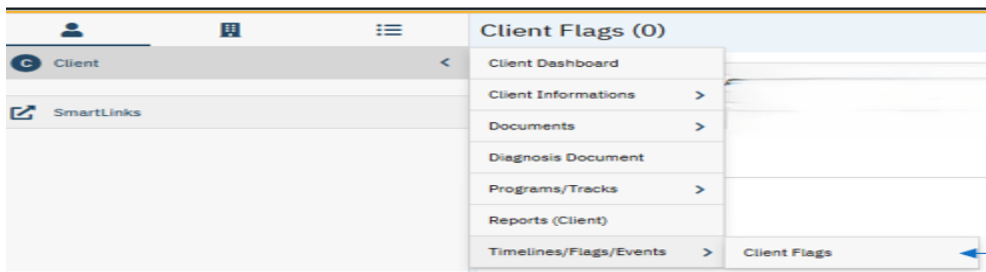 Client Flags (0)
C Client
SmartLinks
Client Dashboard
Client Informations
Documents
Diagnosis Document
Programs/Tracks
Reports (Client)
Timelines/Flags/Events
Client Flags